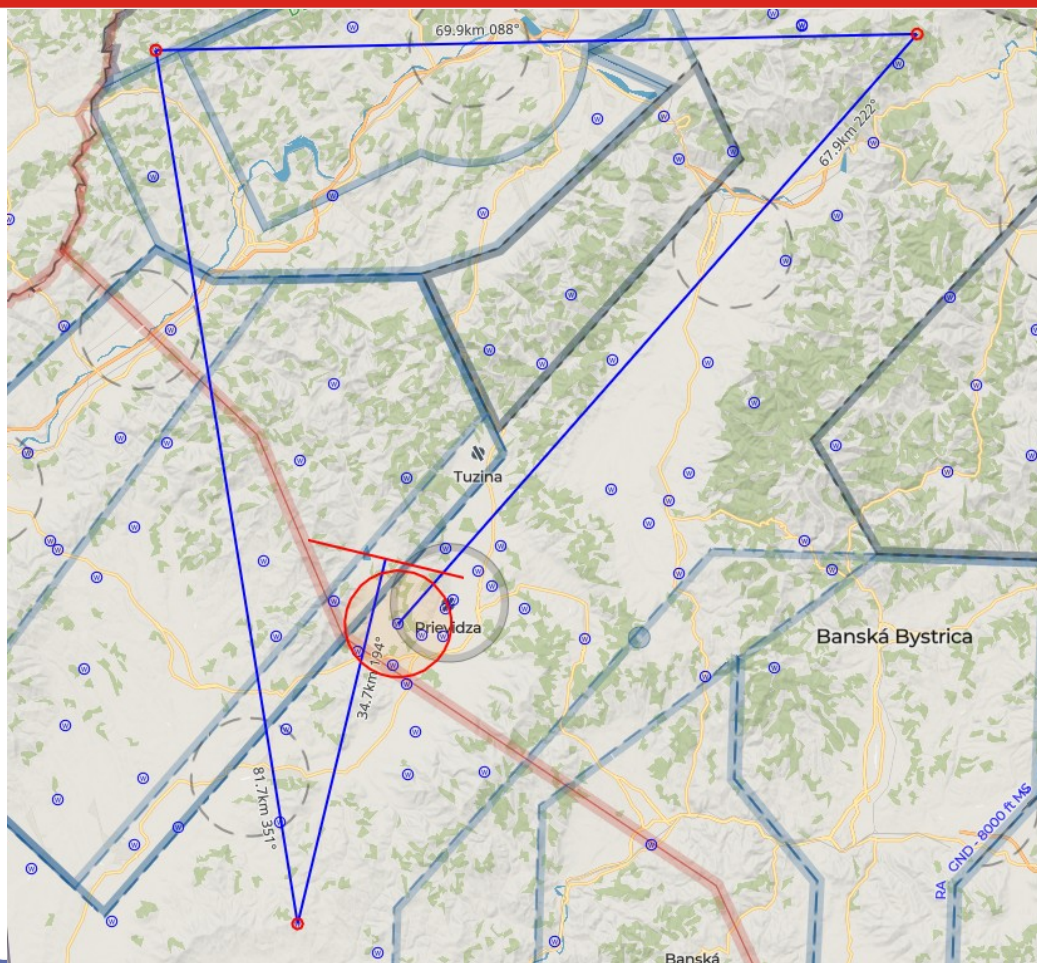 69.9km 088°
67.9km 222°
Tuzina
Prievidza
Banská Bystrica
34.7km 194°
81.7km 351°
RA GND - 8000 ft MS
Banská